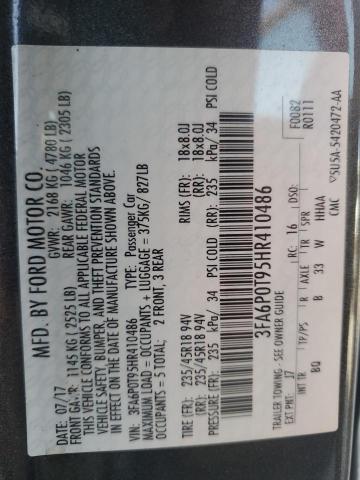 MFD. BY FORD MOTOR CO.
DATE: 07/17 GVWR: 2168 KG ( 4780 LB)
FRONT GAWR: 1145 KG ( 2525 LB) REAR GAWR: 1046 KG ( 2305 LB)
THIS VEHICLE CONFORMS TO ALL APPLICABLE FEDERAL MOTOR
VEHICLE SAFETY, BUMPER, AND THEFT PREVENTION STANDARDS
IN EFFECT ON THE DATE OF MANUFACTURE SHOWN ABOVE.
VIN: 3FA6P0T95HR410486 TYPE: Passenger Car
MAXIMUM LOAD = OCCUPANTS + LUGGAGE = 375KG/ 827LB
OCCUPANTS = 5 TOTAL: 2 FRONT, 3 REAR
TIRE (FR): 235/45R18 94V RIMS (FR): 18x8.0J
(RR): 235/45R18 94V (RR): 18x8.0J
PRESSURE (FR): 235 kPa/ 34 PSI COLD (RR): 235 kPa/ 34 PSI COLD
3FA6P0T95HR410486
F0082
R0111
TRAILER TOWING - SEE OWNER GUIDE
EXT PNT: J7 RC: 16 DSO:
INT TR TP/PS R AXLE TR SPR
BQ B 33 W HHAA
CMC
5U5A-5420472-AA